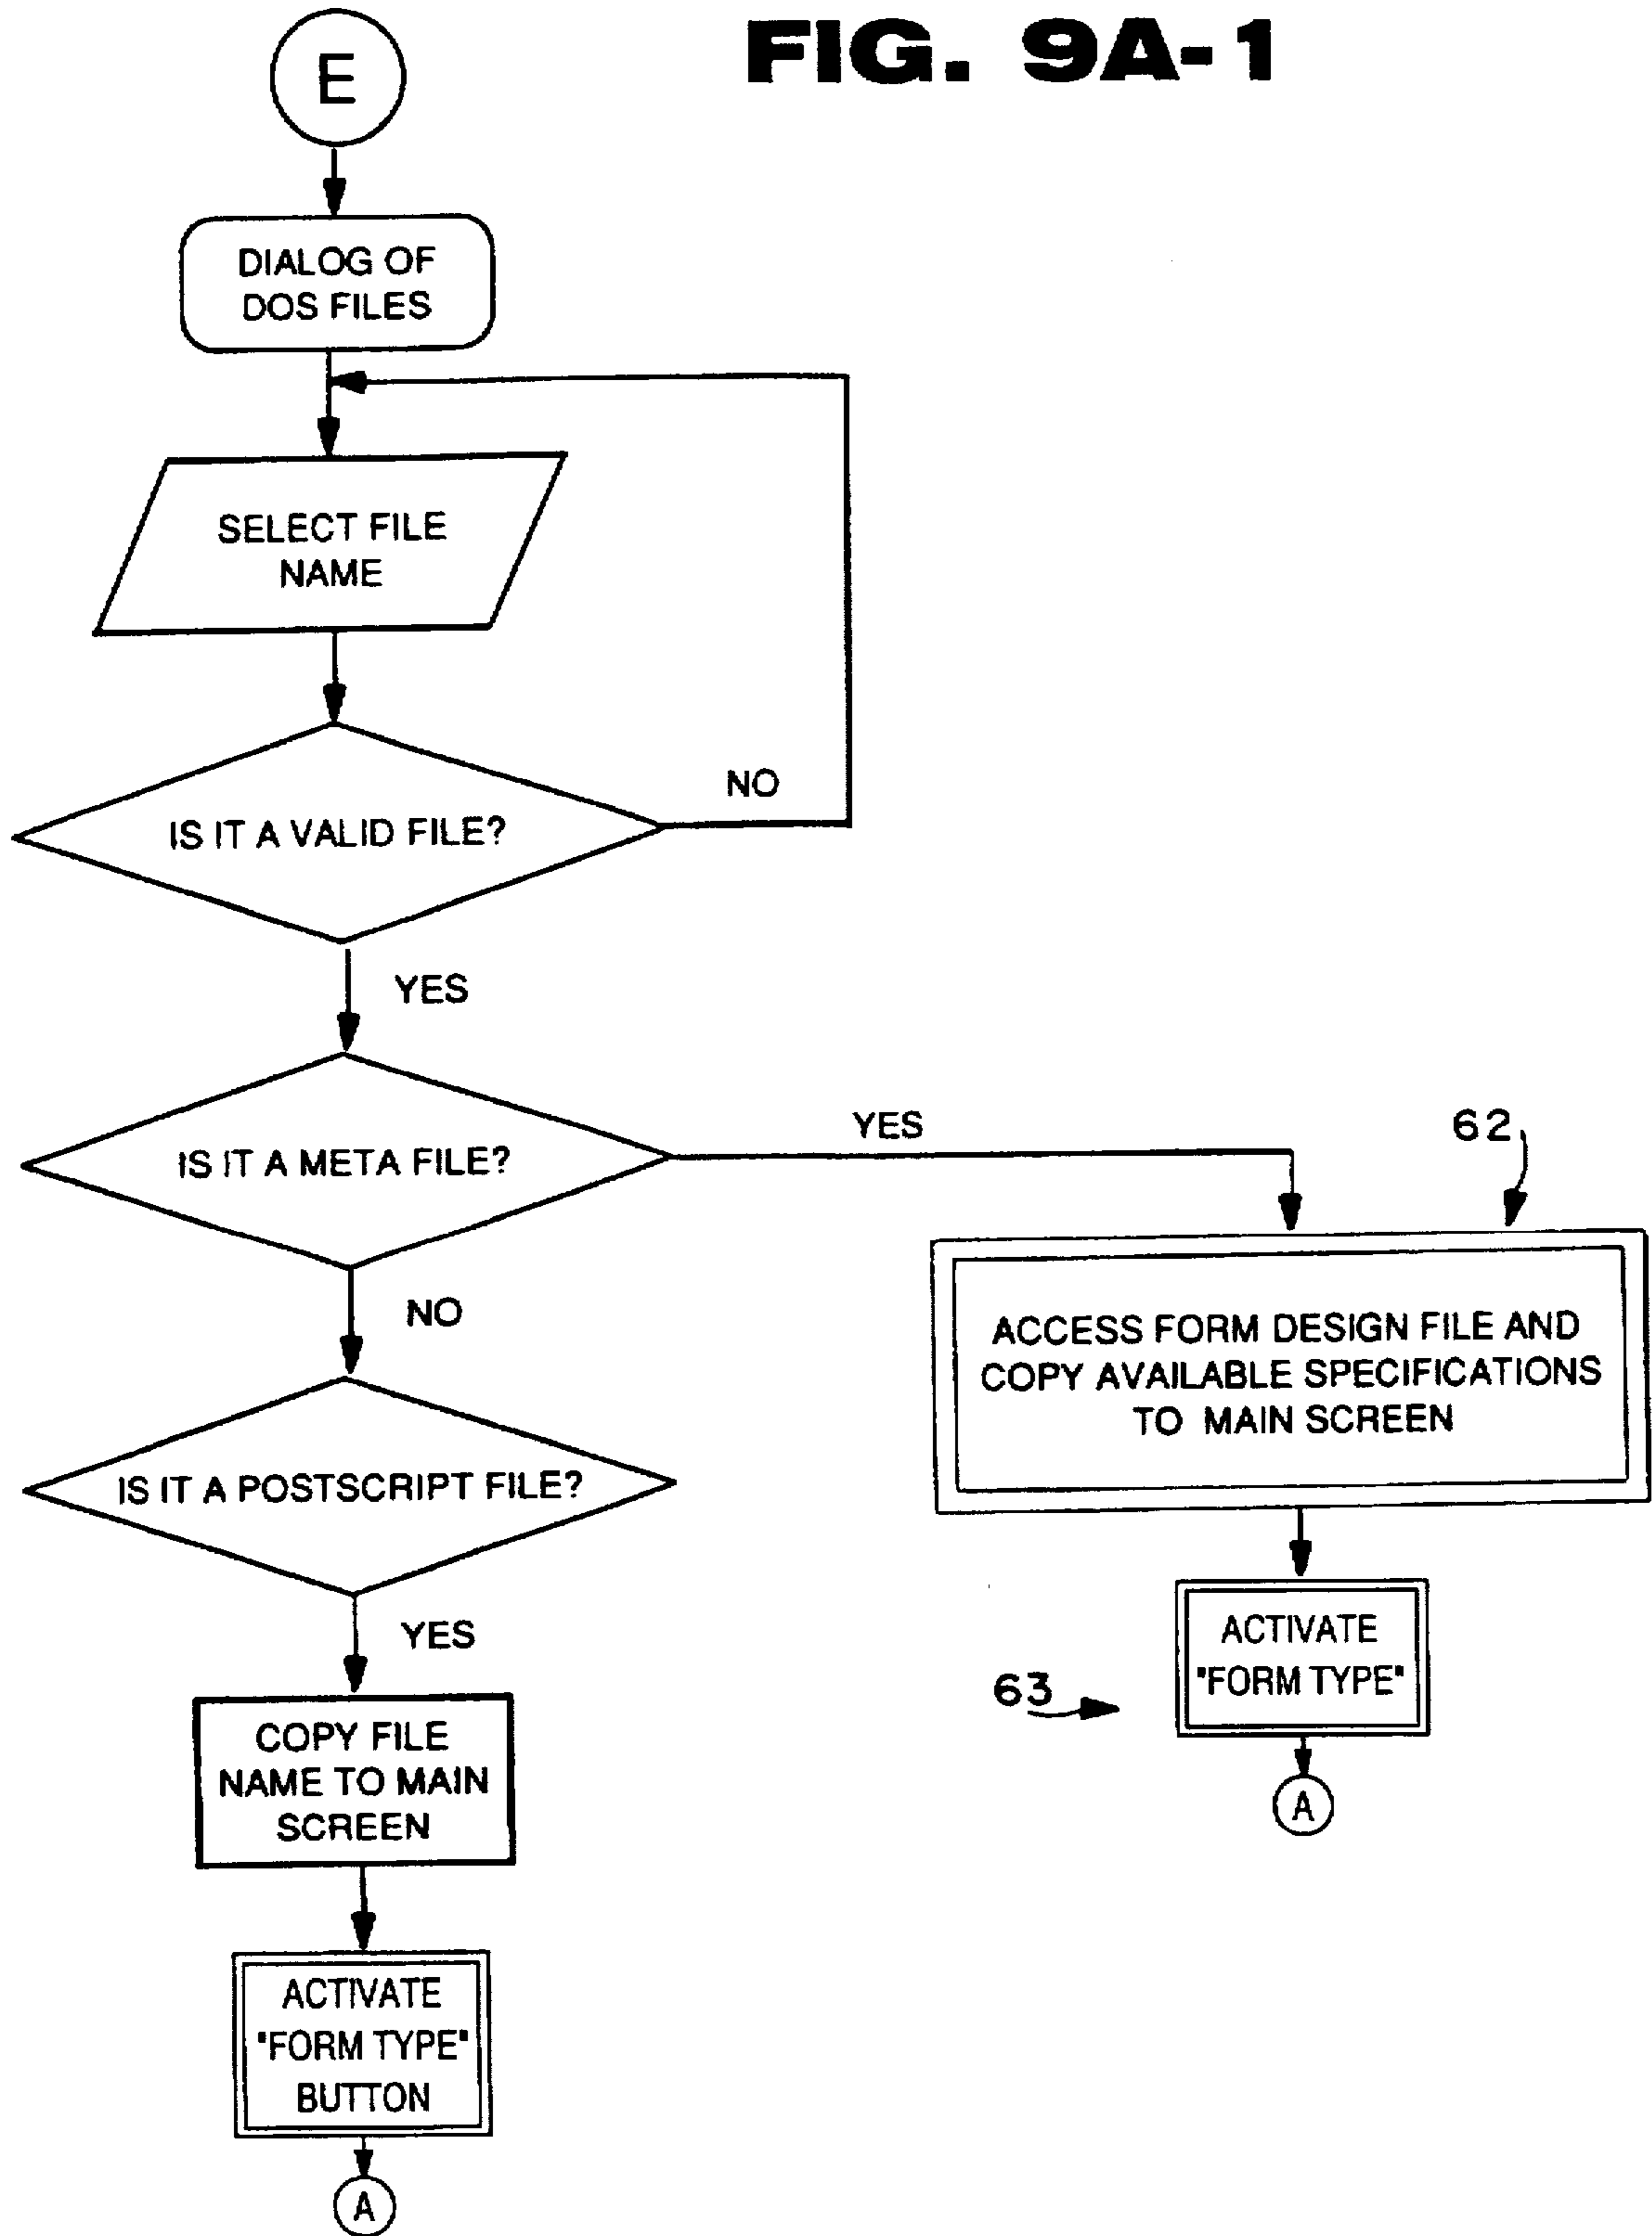 FIG. 9A-1
E
DIALOG OF
DOS FILES
SELECT FILE
NAME
IS IT A VALID FILE?
NO
YES
IS IT A META FILE?
YES
62
NO
ACCESS FORM DESIGN FILE AND
COPY AVAILABLE SPECIFICATIONS
TO MAIN SCREEN
IS IT A POSTSCRIPT FILE?
YES
ACTIVATE
"FORM TYPE"
63
A
COPY FILE
NAME TO MAIN
SCREEN
ACTIVATE
"FORM TYPE"
BUTTON
A